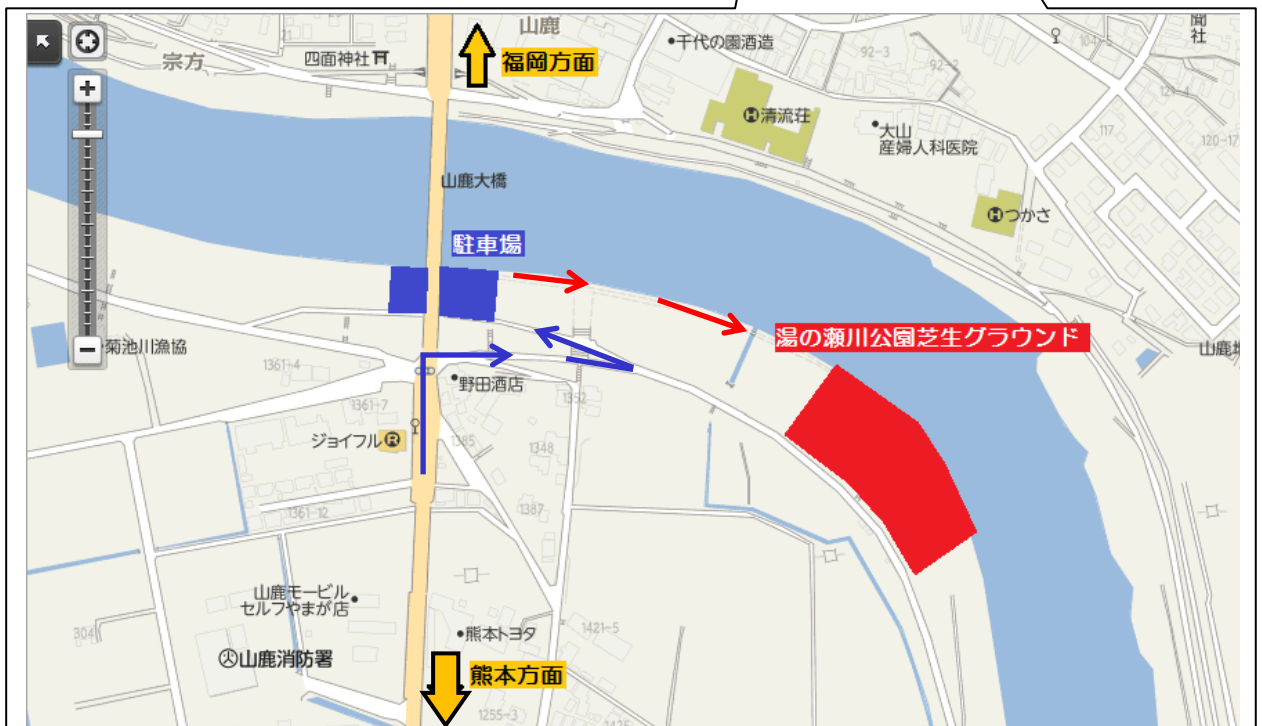 山鹿
聞
社
21
四面神社
宗方
福岡方面
千代の園酒造
92-3
92-2
104-5
清流荘
大山
産婦人科医院
121-4
117
120-17
山鹿大橋
つかさ
駐車場
湯の瀬川公園芝生グラウンド
菊池川漁協
1361-4
野田酒店
1352
1361-7
ジョイフル
1385
1348
1361-12
1387
山鹿モービル
セルフやまが店
304
熊本トヨタ
1421-5
山鹿消防署
熊本方面
1255-3